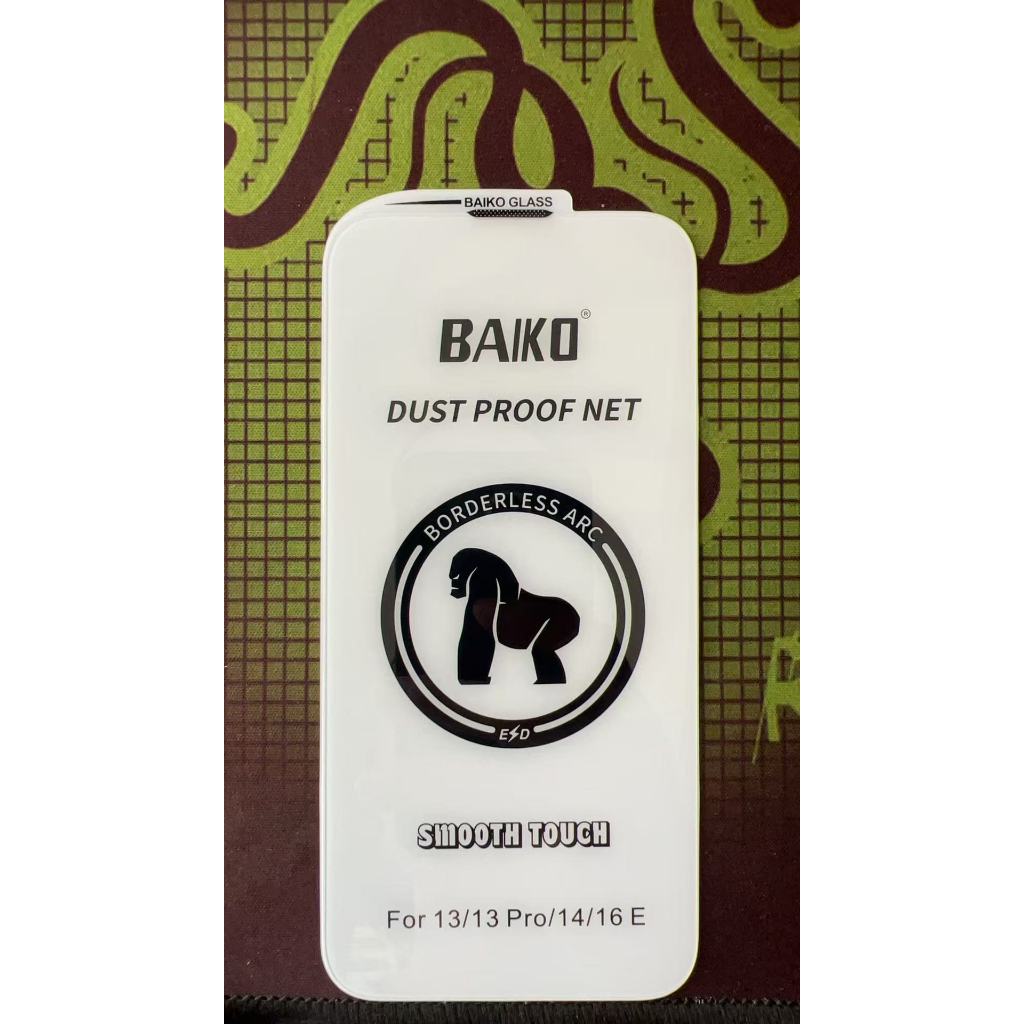 BAIKO GLASS
BAIKO®
DUST PROOF NET
BORDERLESS ARC
ESD
SMOOTH TOUCH
For 13/13 Pro/14/16 E